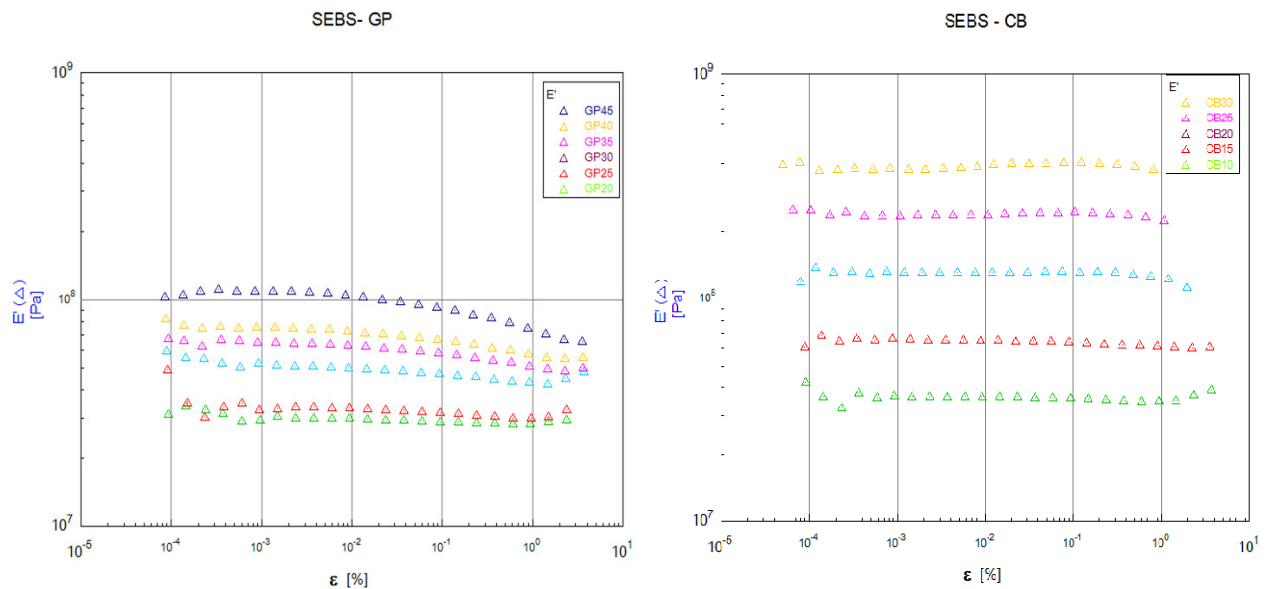 SEBS- GP
10⁹
E'
GP45
GP40
GP35
GP30
GP25
GP20
E'(△)
[Pa]
10⁸
10⁷
10⁻⁵
10⁻⁴
10⁻³
10⁻²
10⁻¹
10⁰
10¹
ε [%]
SEBS - CB
10⁹
E'
CB30
CB25
CB20
CB15
CB10
E'(△)
[Pa]
10⁶
10⁷
10⁻⁵
10⁻⁴
10⁻³
10⁻²
10⁻¹
10⁰
10¹
ε [%]